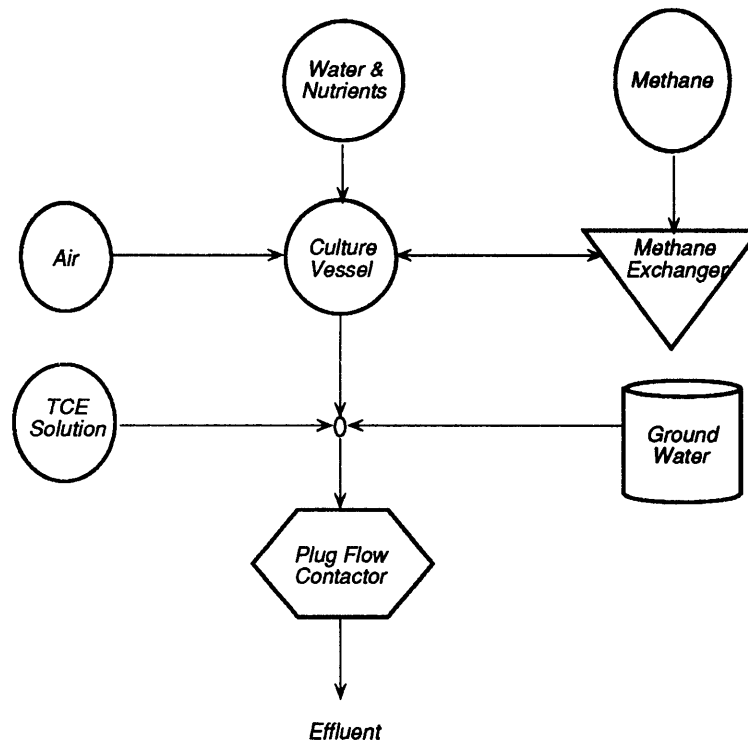 Water &
Nutrients
Methane
Air
Culture
Vessel
Methane
Exchanger
TCE
Solution
Ground
Water
Plug Flow
Contactor
Effluent